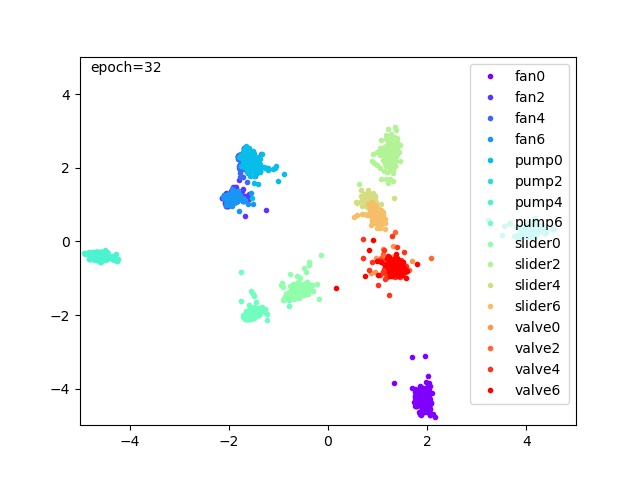 epoch=32
4
2
0
−2
−4
−4
−2
0
2
4
fan0
fan2
fan4
fan6
pump0
pump2
pump4
pump6
slider0
slider2
slider4
slider6
valve0
valve2
valve4
valve6